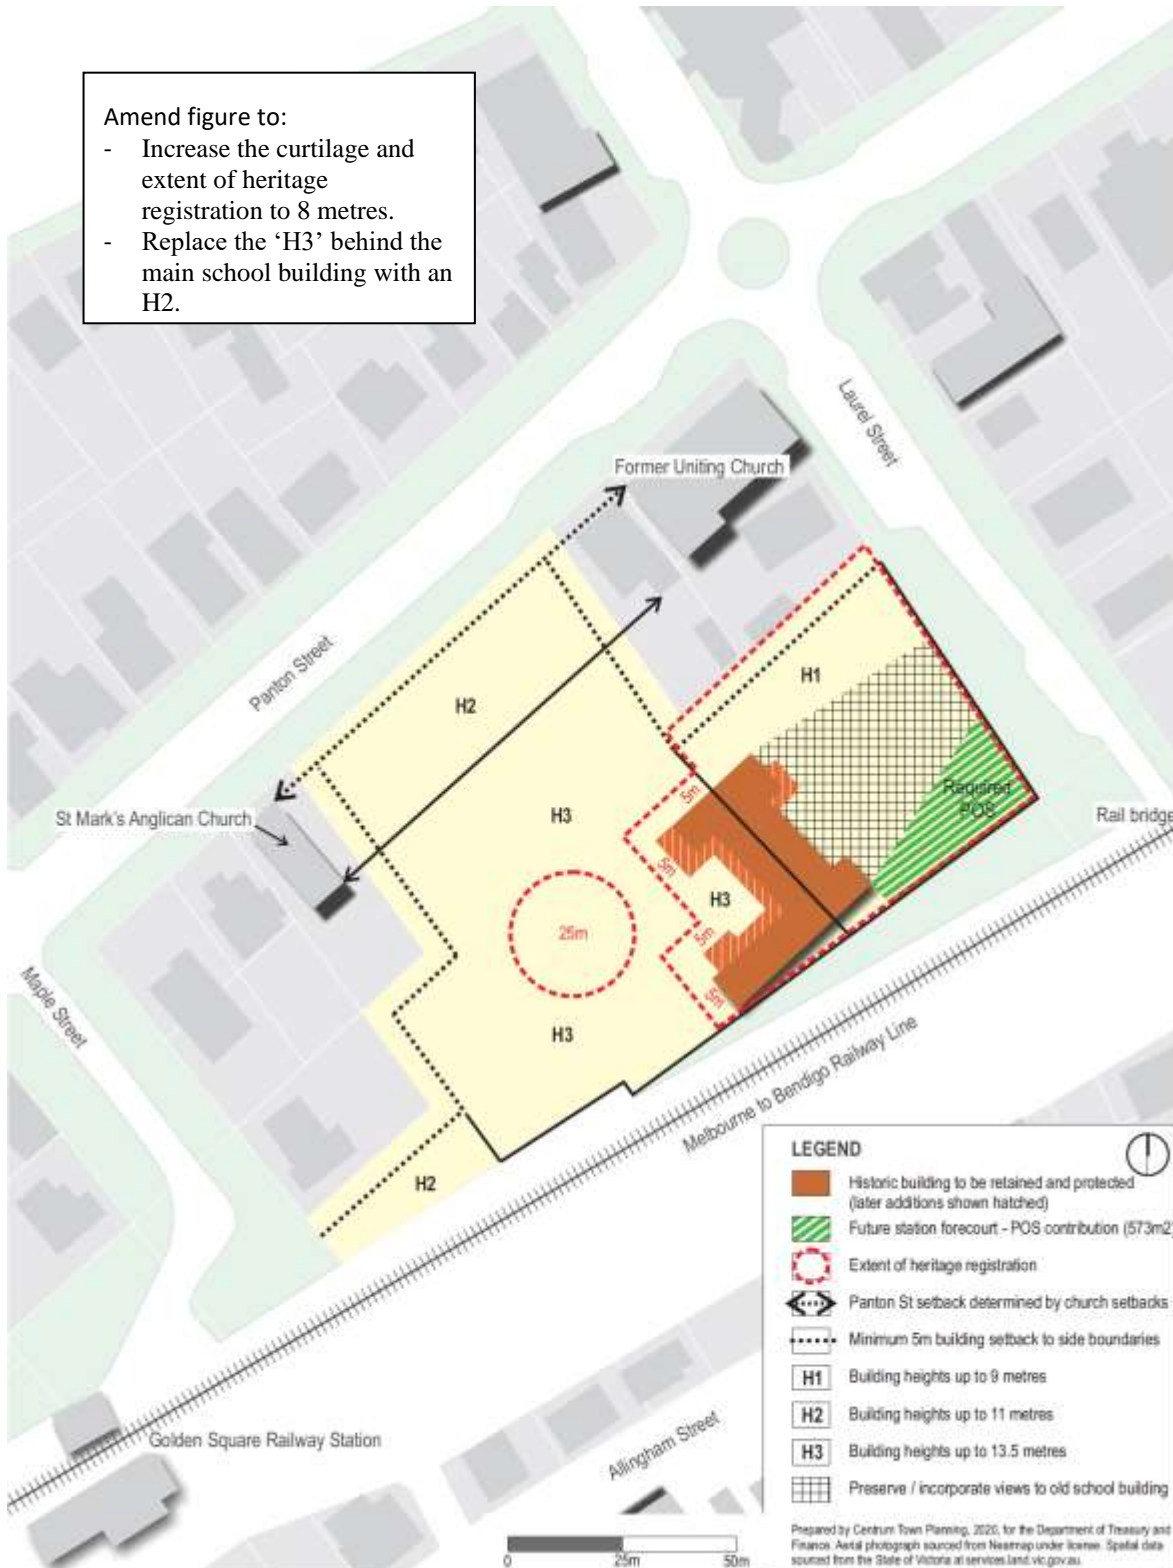 Amend figure to:
- Increase the curtilage and
extent of heritage
registration to 8 metres.
- Replace the ‘H3’ behind the
main school building with an
H2.
Laurel Street
Former Uniting Church
Panton Street
H1
H2
St Mark's Anglican Church
H3
5m
Required
POS
Rail bridge
5m
H3
25m
5m
5m
Maple Street
H3
Melbourne to Bendigo Railway Line
H2
Golden Square Railway Station
Allingham Street
LEGEND
Historic building to be retained and protected
(later additions shown hatched)
Future station forecourt - POS contribution (573m2
Extent of heritage registration
Panton St setback determined by church setbacks
Minimum 5m building setback to side boundaries
H1 Building heights up to 9 metres
H2 Building heights up to 11 metres
H3 Building heights up to 13.5 metres
Preserve / incorporate views to old school building
Prepared by Centrum Town Planning, 2020, for the Department of Treasury and
Finance. Aerial photograph sourced from Nearmap under license. Spatial data
sourced from the State of Victoria at services.land.vic.gov.au
0 25m 50m